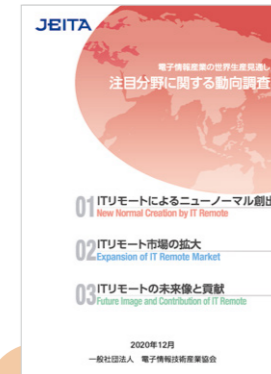 JEITA
電子情報産業の世界生産見通し
注目分野に関する動向調査
01 ITリモートによるニューノーマル創出
New Normal Creation by IT Remote
02 ITリモート市場の拡大
Expansion of IT Remote Market
03 ITリモートの未来像と貢献
Future Image and Contribution of IT Remote
2020年12月
一般社団法人 電子情報技術産業協会